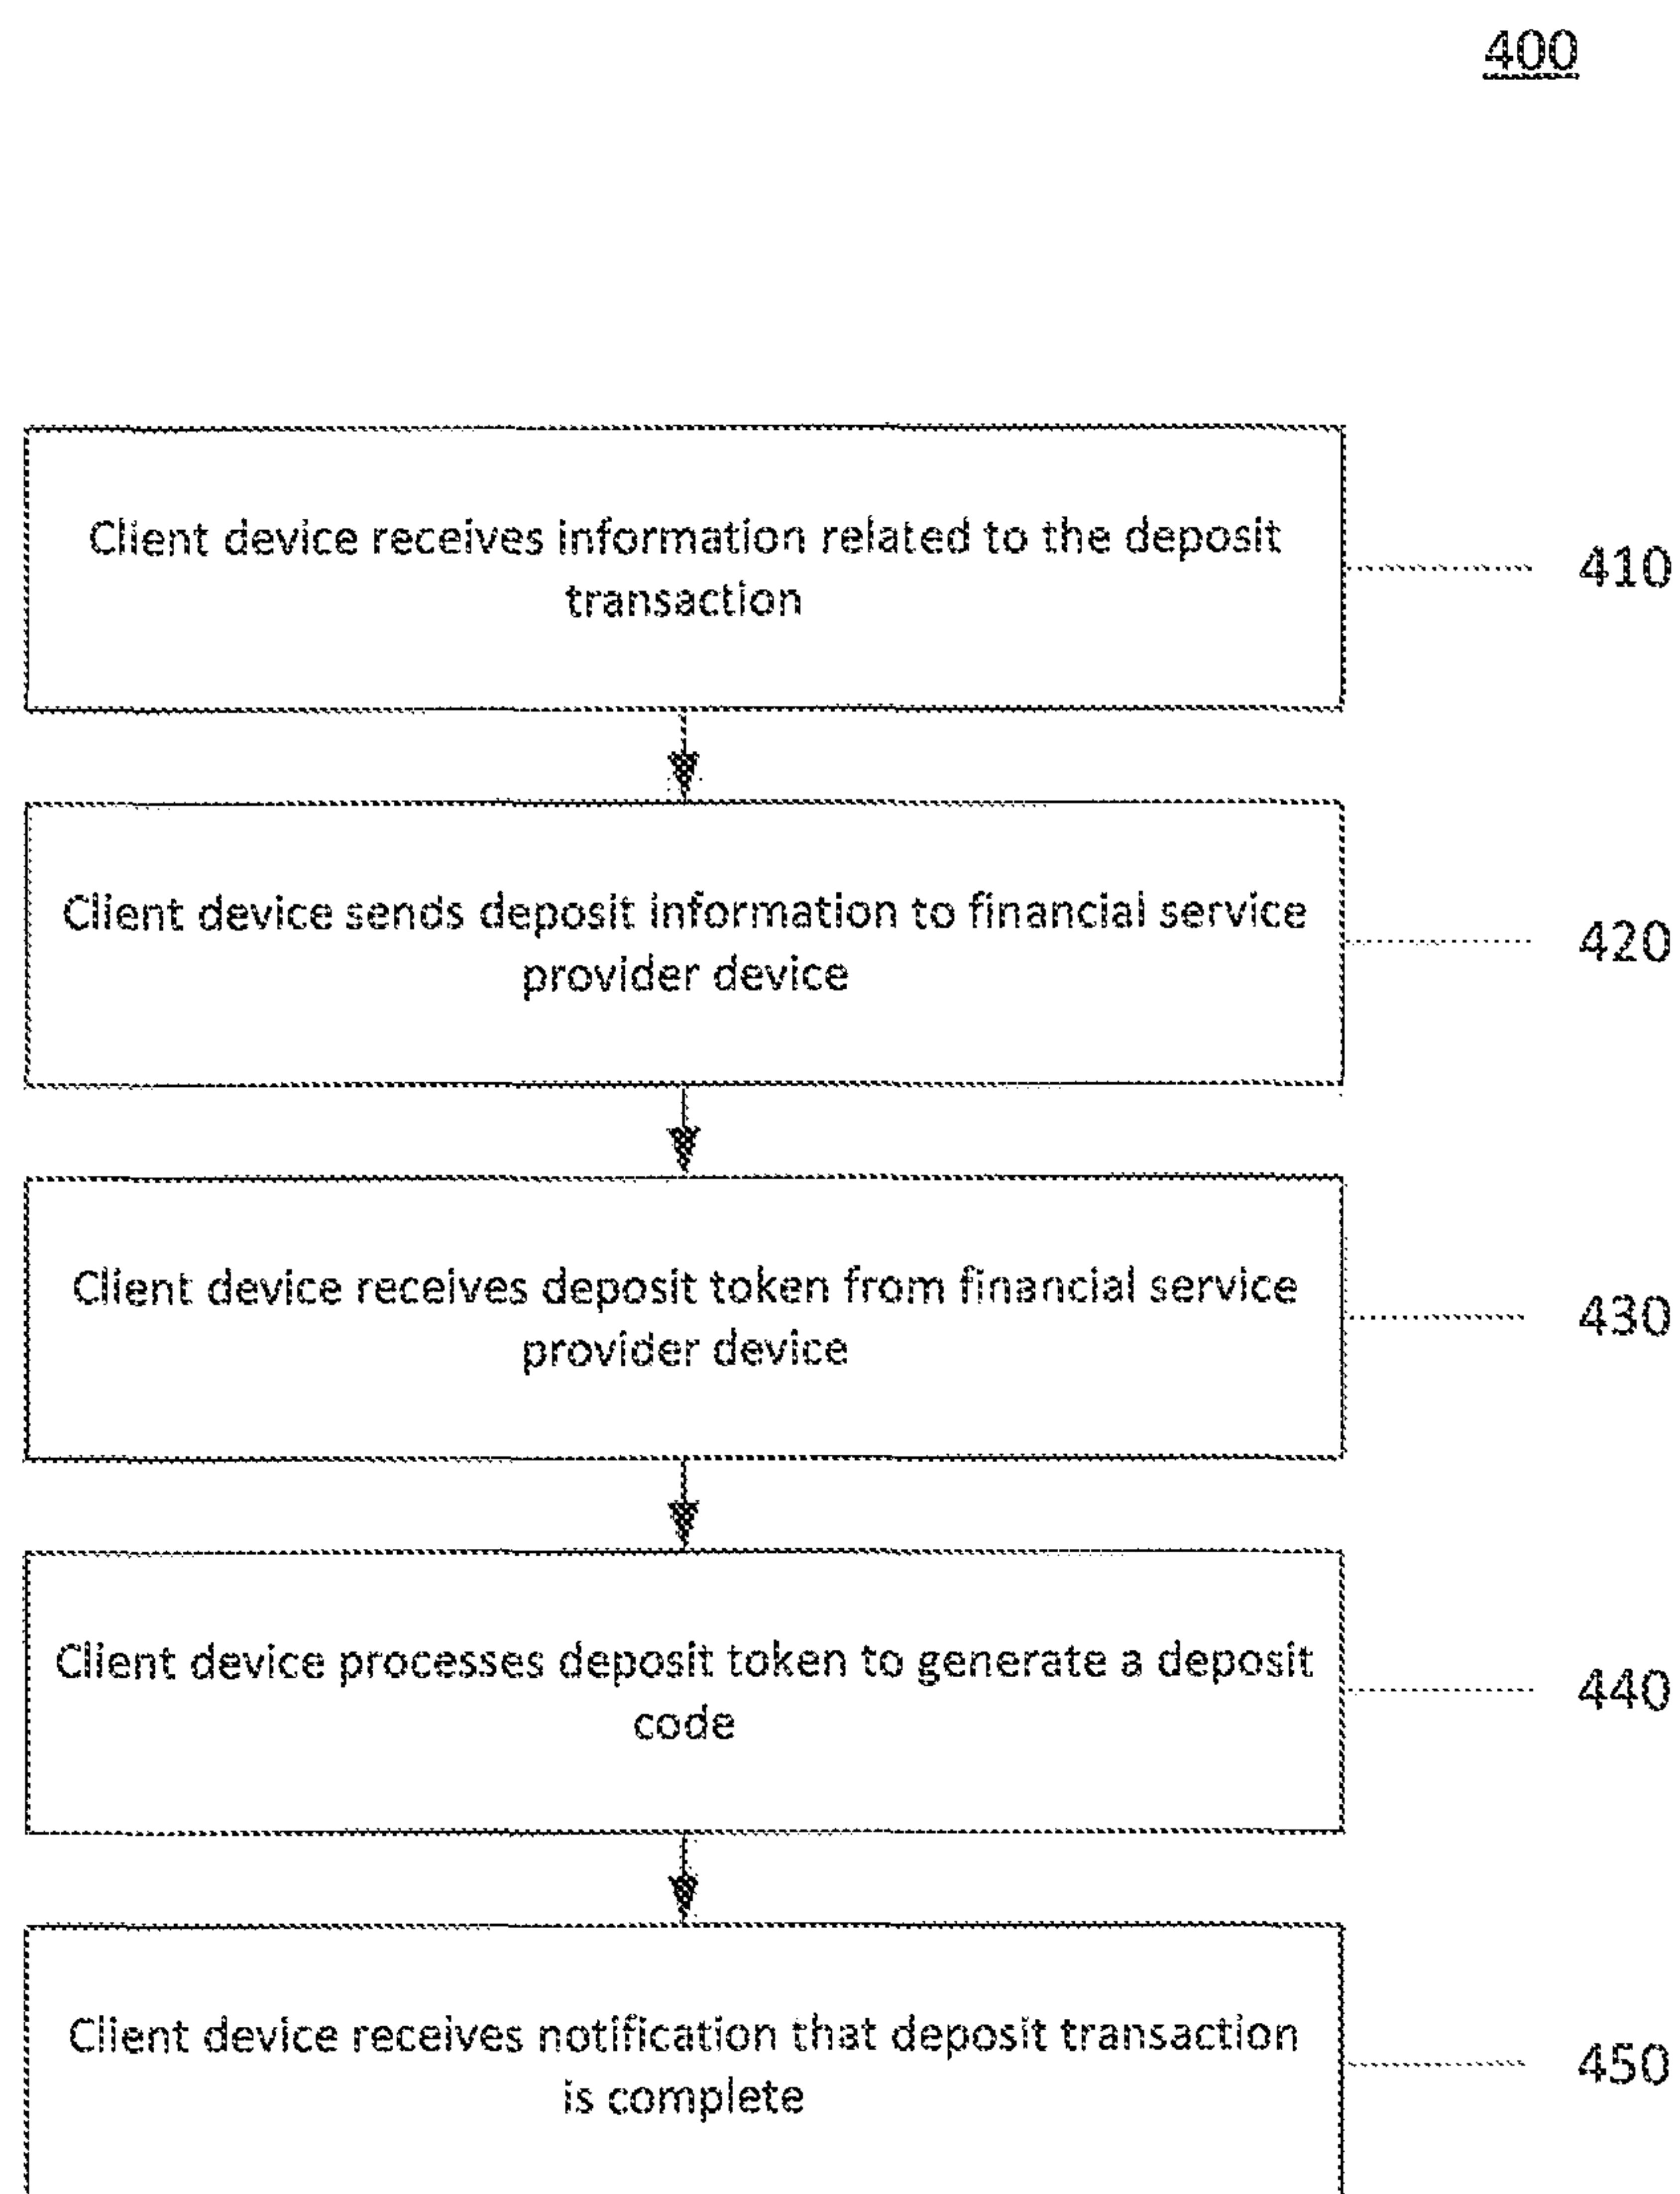 400
Client device receives information related to the deposit
transaction
410
Client device sends deposit information to financial service
provider device
420
Client device receives deposit token from financial service
provider device
430
Client device processes deposit token to generate a deposit
code
440
Client device receives notification that deposit transaction
is complete
450